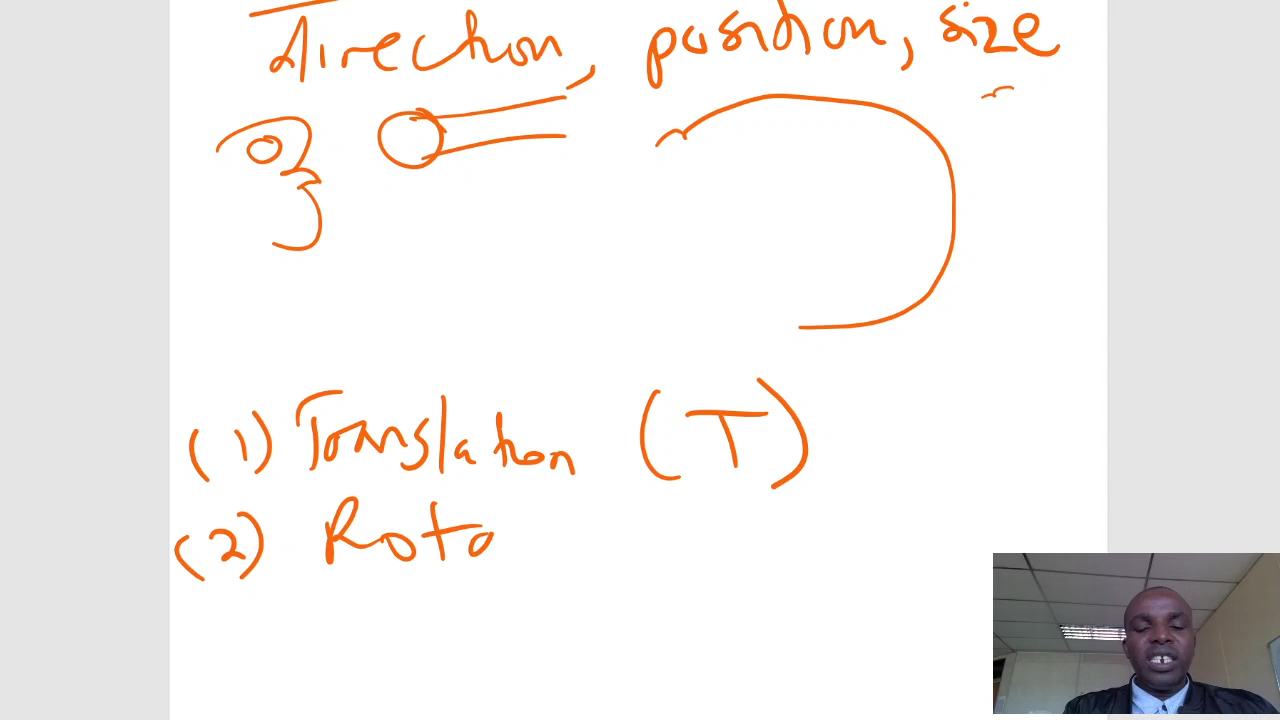 Direction, position, size
(1) Translation (T)
(2) Rota